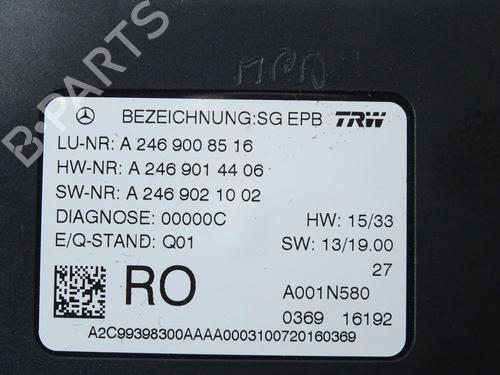 BEZEICHNUNG:SG EPB TRW
LU-NR: A 246 900 85 16
HW-NR: A 246 901 44 06
SW-NR: A 246 902 10 02
DIAGNOSE: 00000C HW: 15/33
E/Q-STAND: Q01 SW: 13/19.00
27
RO A001N580
0369 16192
A2C99398300AAAA0003100720160369